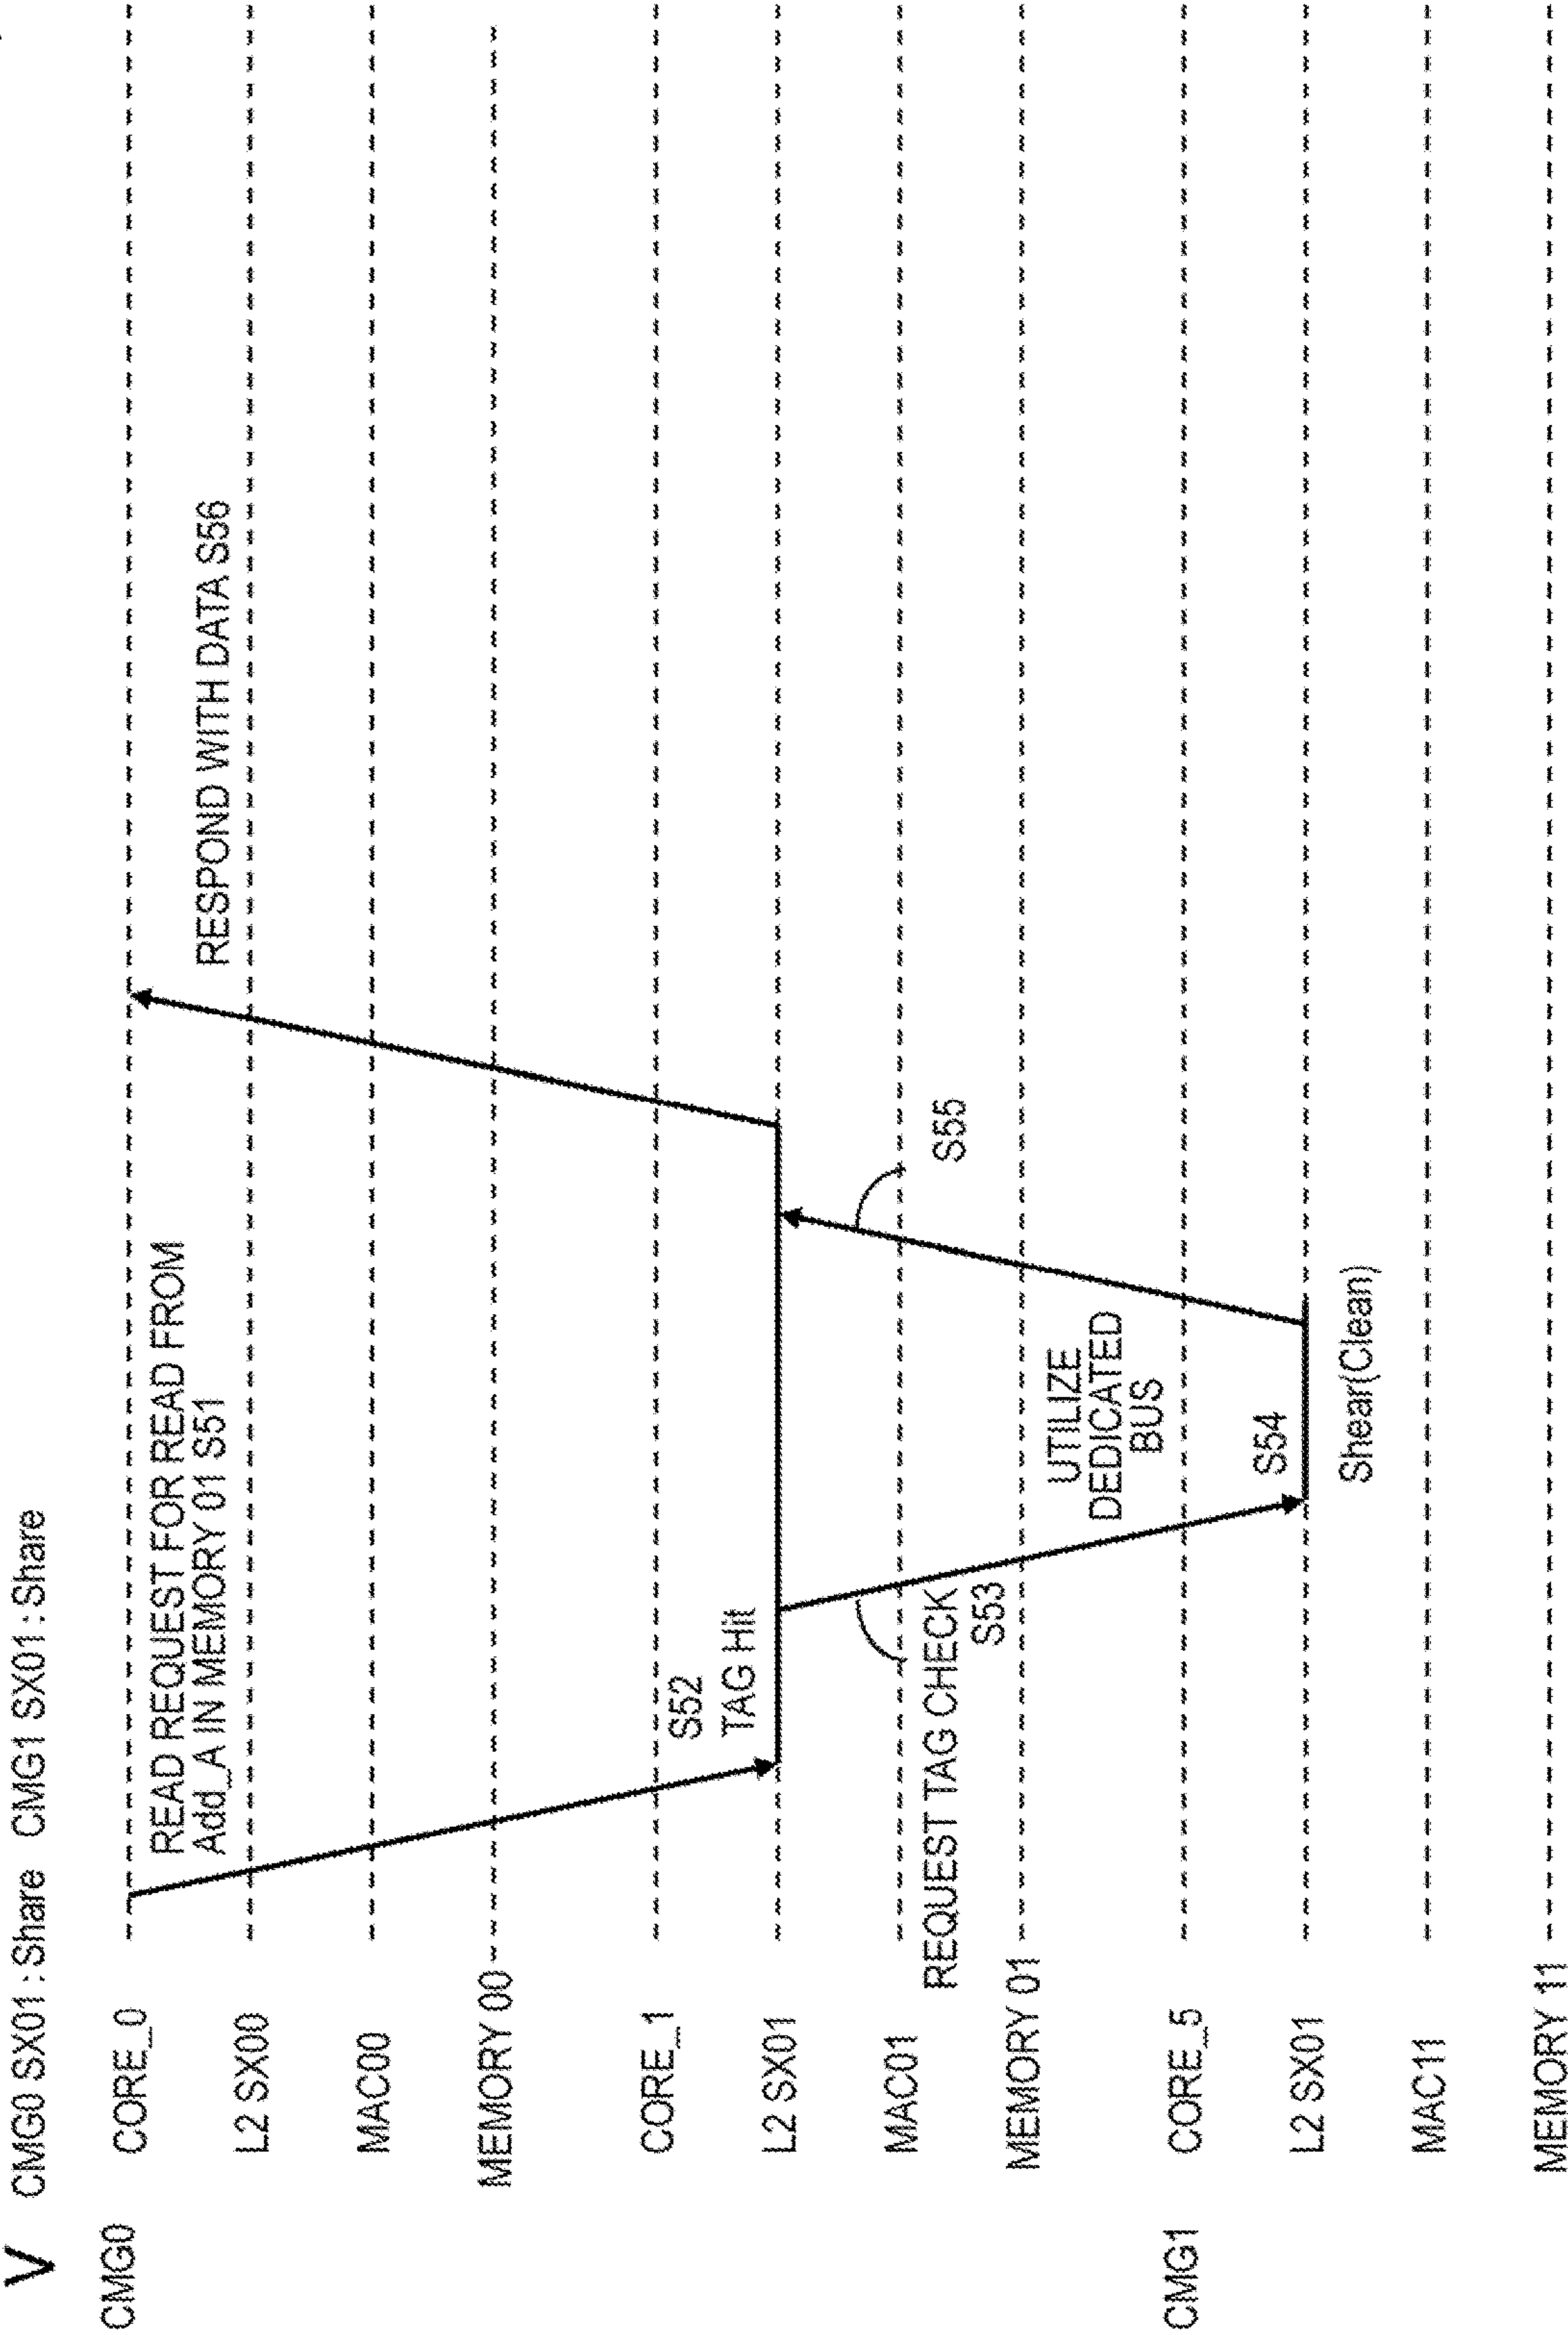 V CMG0 SX01 : Share CMG1 SX01 : Share
CMG0 CORE_0
READ REQUEST FOR READ FROM
Add_A IN MEMORY 01 S51
RESPOND WITH DATA S56
L2 SX00
MAC00
MEMORY 00
CORE_1
S52
TAG Hit
L2 SX01
MAC01
REQUEST TAG CHECK
S53
S55
MEMORY 01
UTILIZE
DEDICATED
BUS
CMG1 CORE_5
S54
L2 SX01
Shear(Clean)
MAC11
MEMORY 11